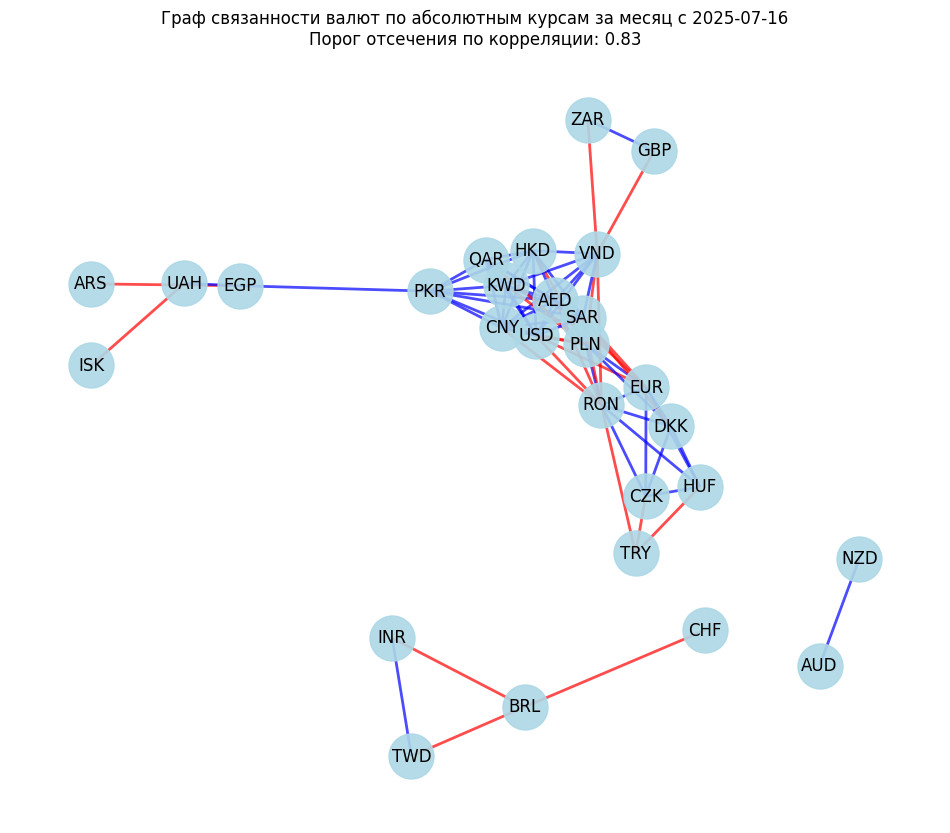 Граф связанности валют по абсолютным курсам за месяц с 2025-07-16
Порог отсечения по корреляции: 0.83
ZAR
GBP
HKD
VND
QAR
ARS
UAH
EGP
PKR
KWD
AED
SAR
CNY
USD
PLN
ISK
EUR
RON
DKK
HUF
CZK
TRY
NZD
CHF
INR
AUD
BRL
TWD